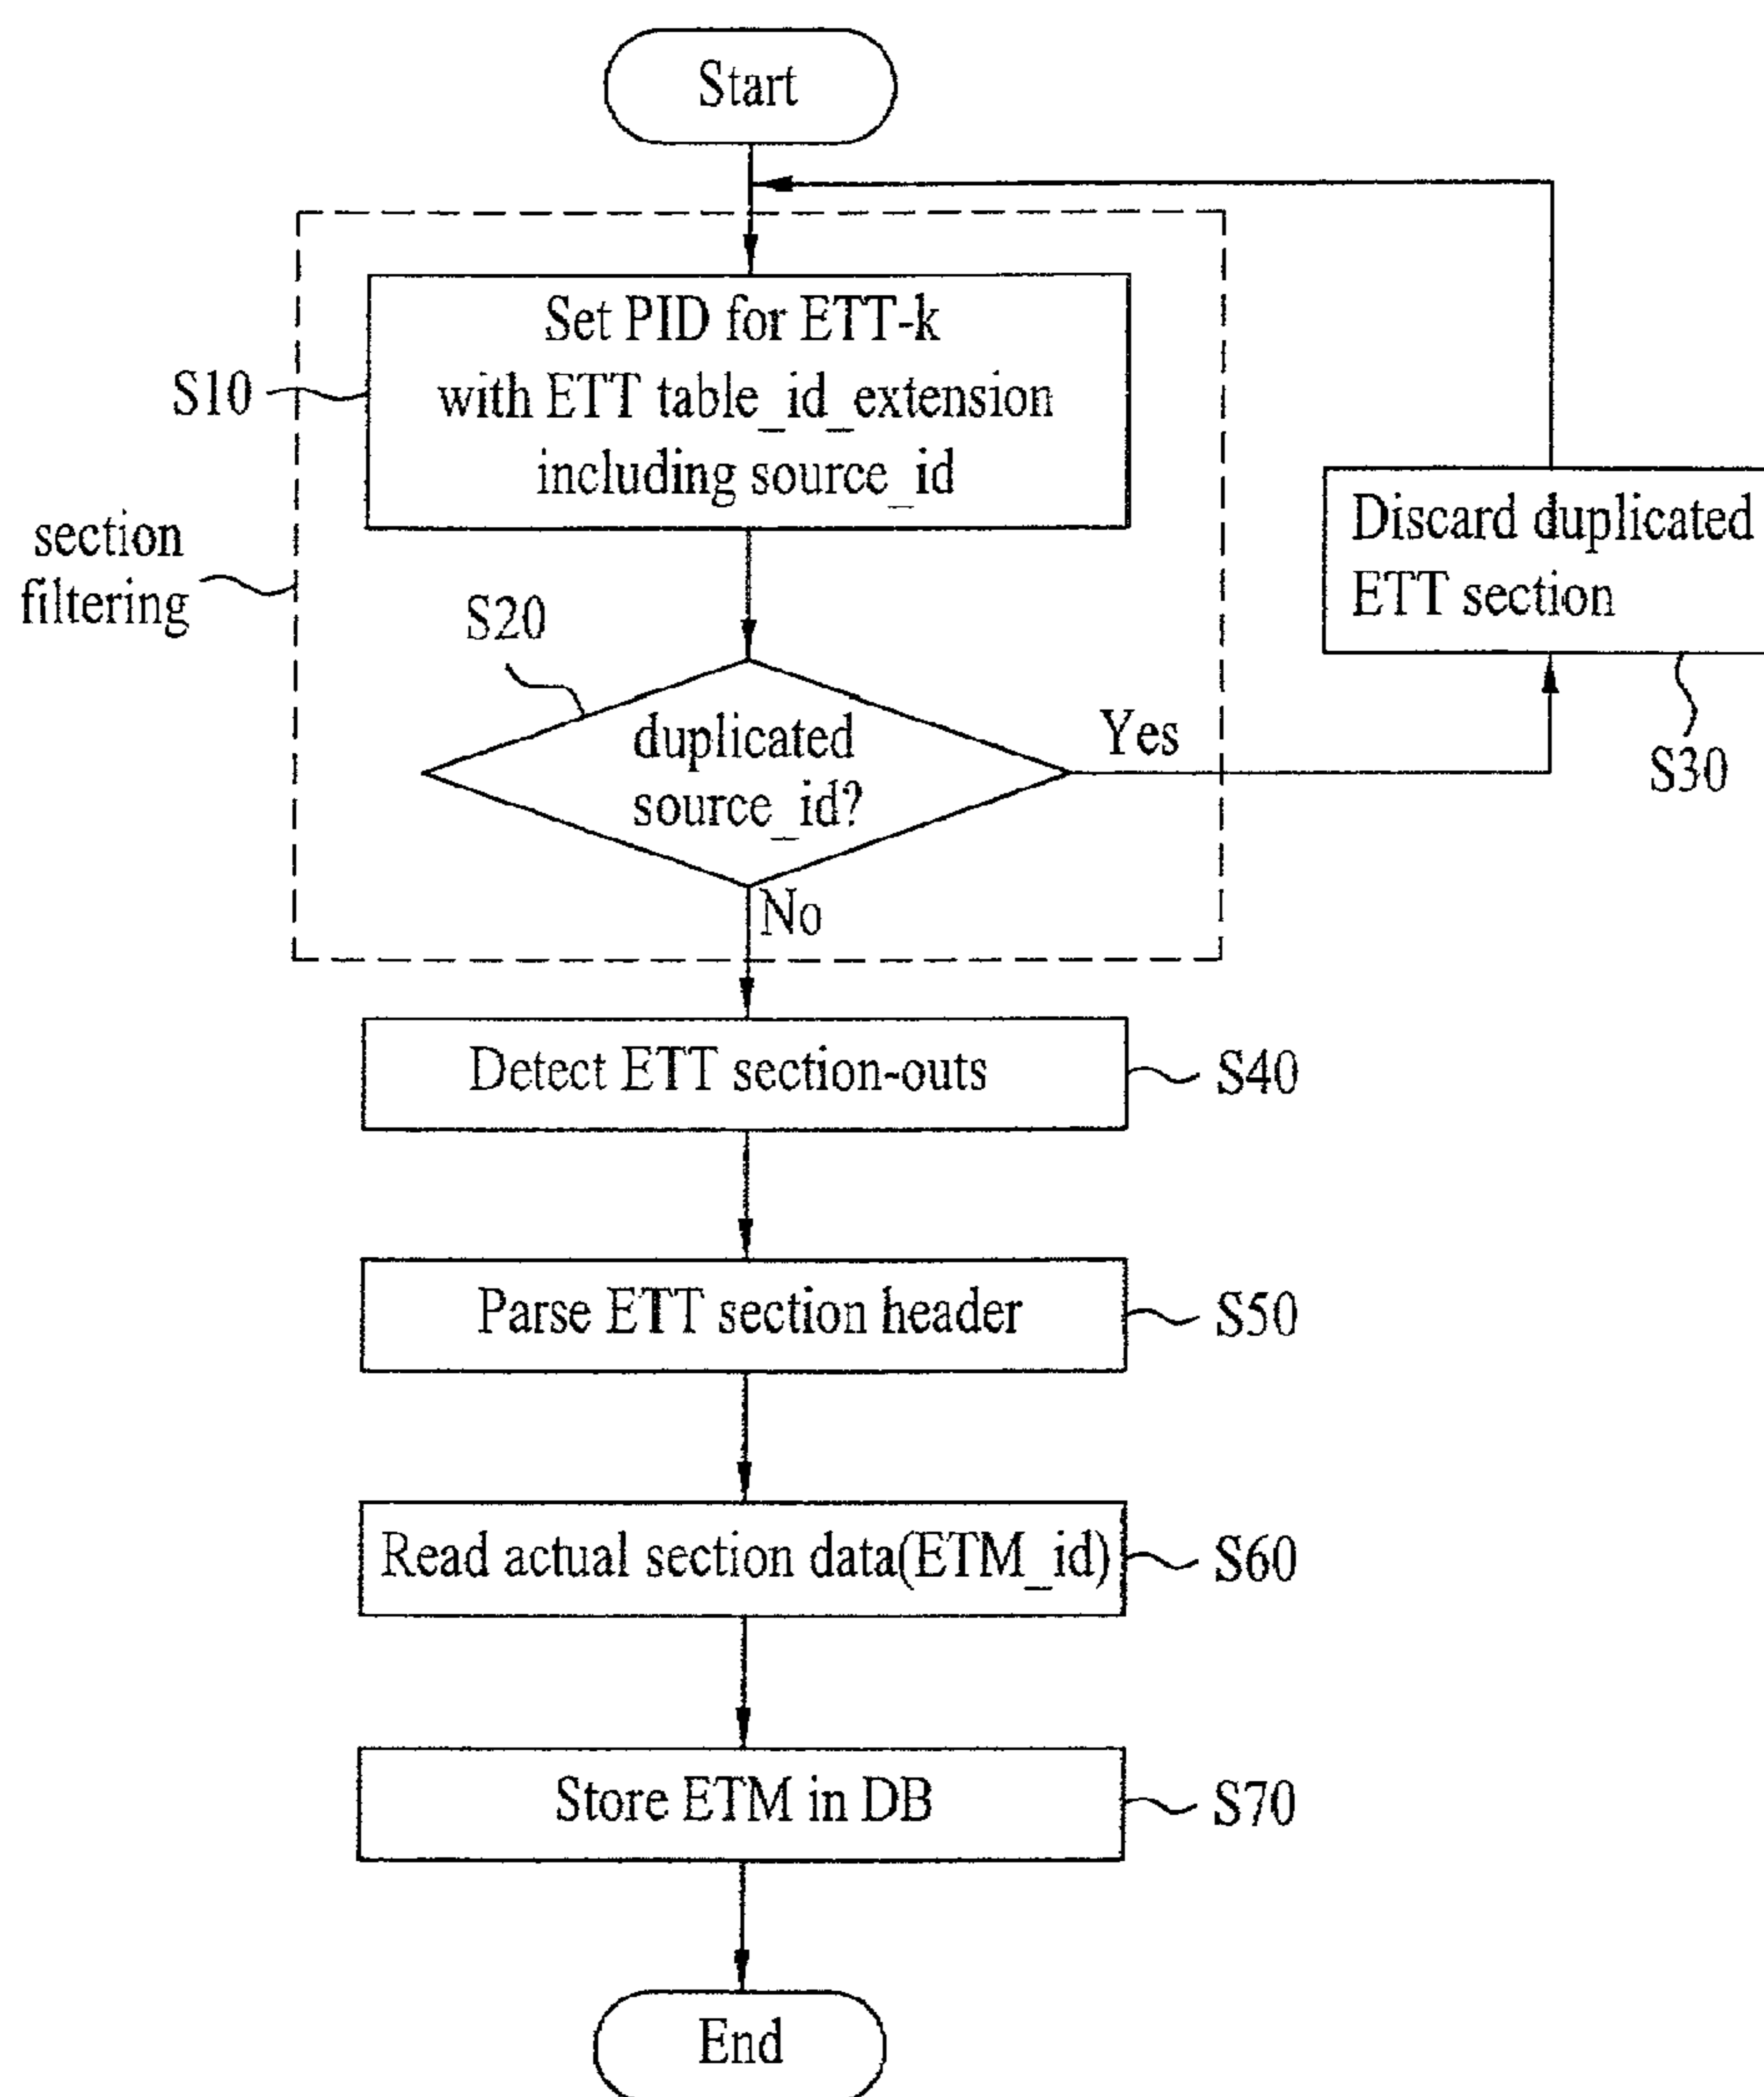 Start
Set PID for ETT-k
with ETT table_id_extension
including source_id
S10
section
filtering
Discard duplicated
ETT section
S30
S20
duplicated
source_id?
Yes
No
Detect ETT section-outs
S40
Parse ETT section header
S50
Read actual section data(ETM_id)
S60
Store ETM in DB
S70
End